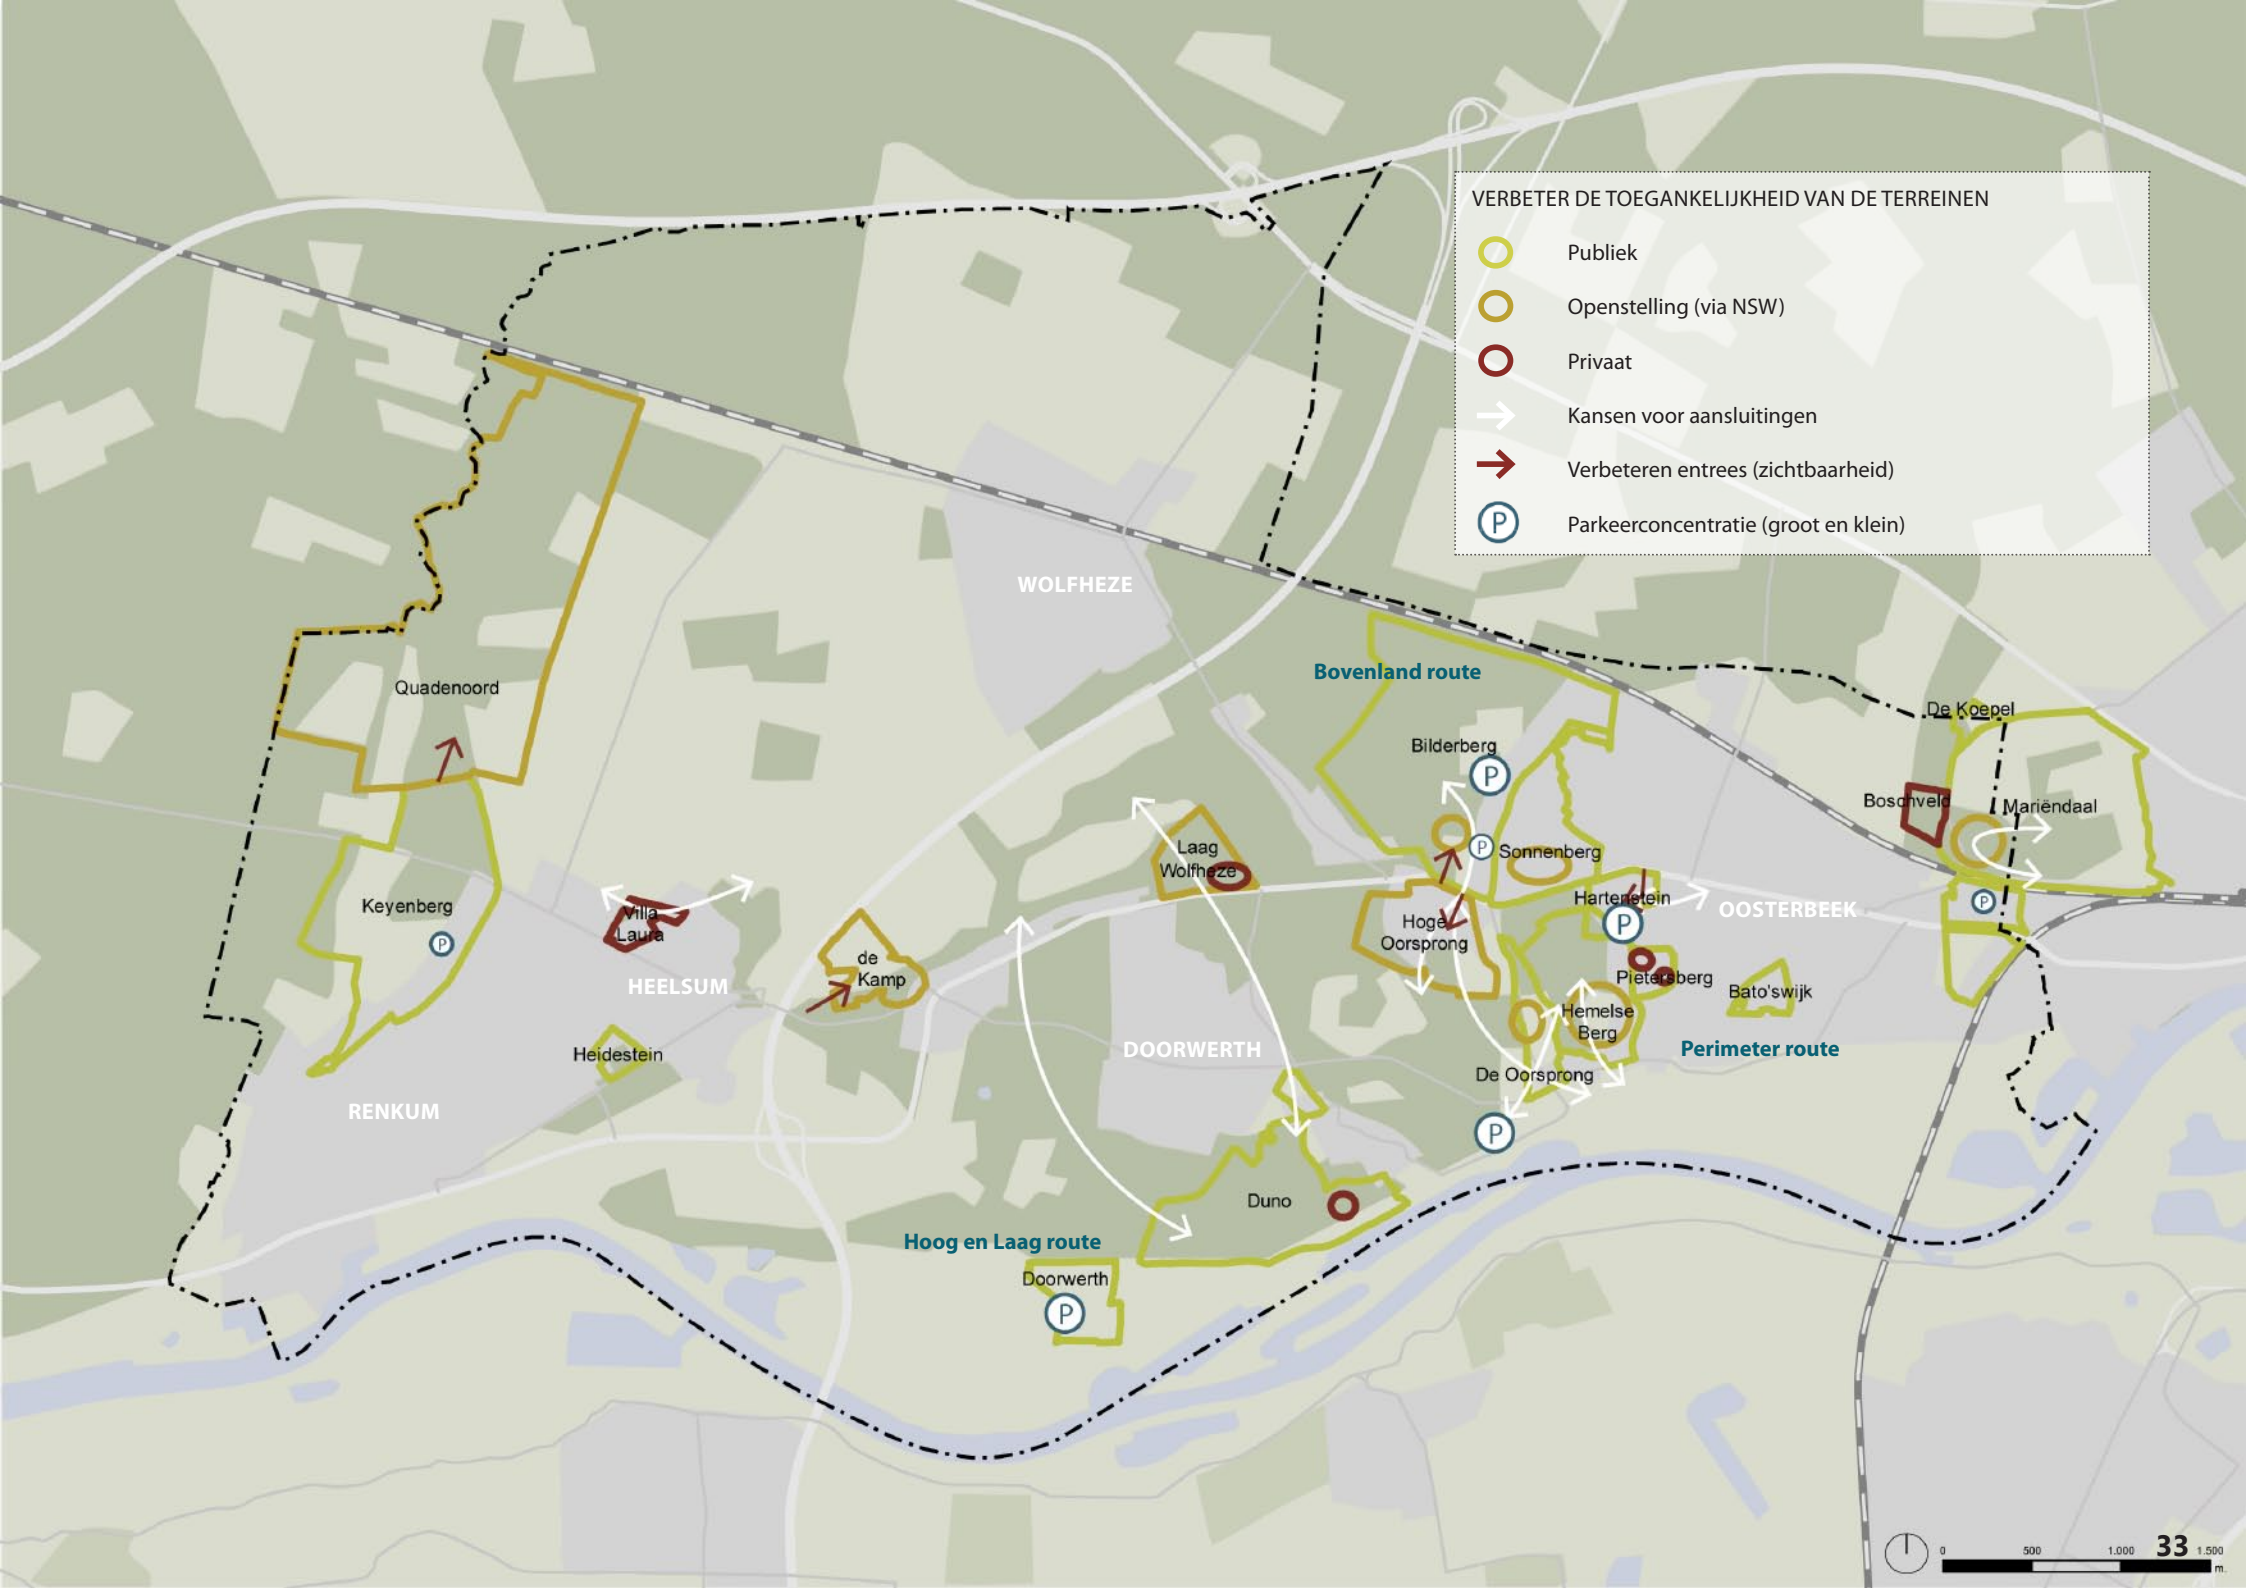 VERBETER DE TOEGANKELIJKHEID VAN DE TERREINEN
Publiek
Openstelling (via NSW)
Privaat
Kansen voor aansluitingen
Verbeteren entrees (zichtbaarheid)
P
Parkeerconcentratie (groot en klein)
WOLFHEZE
Bovenland route
Quadenoord
De Koepel
Bilderberg
P
Boschveld
Mariëndaal
Laag
Wolfheze
P
Sonnenberg
Keyenberg
P
Villa
Laura
Hartenstein
P
OOSTERBEEK
P
Hoge
Oorsprong
de
Kamp
HEELSUM
Pietersberg
Bato'swijk
Hemelse
Berg
Heidestein
DOORWERTH
Perimeter route
De Oorsprong
RENKUM
P
Duno
Hoog en Laag route
Doorwerth
P
0 500 1.000 1.500
m.
33